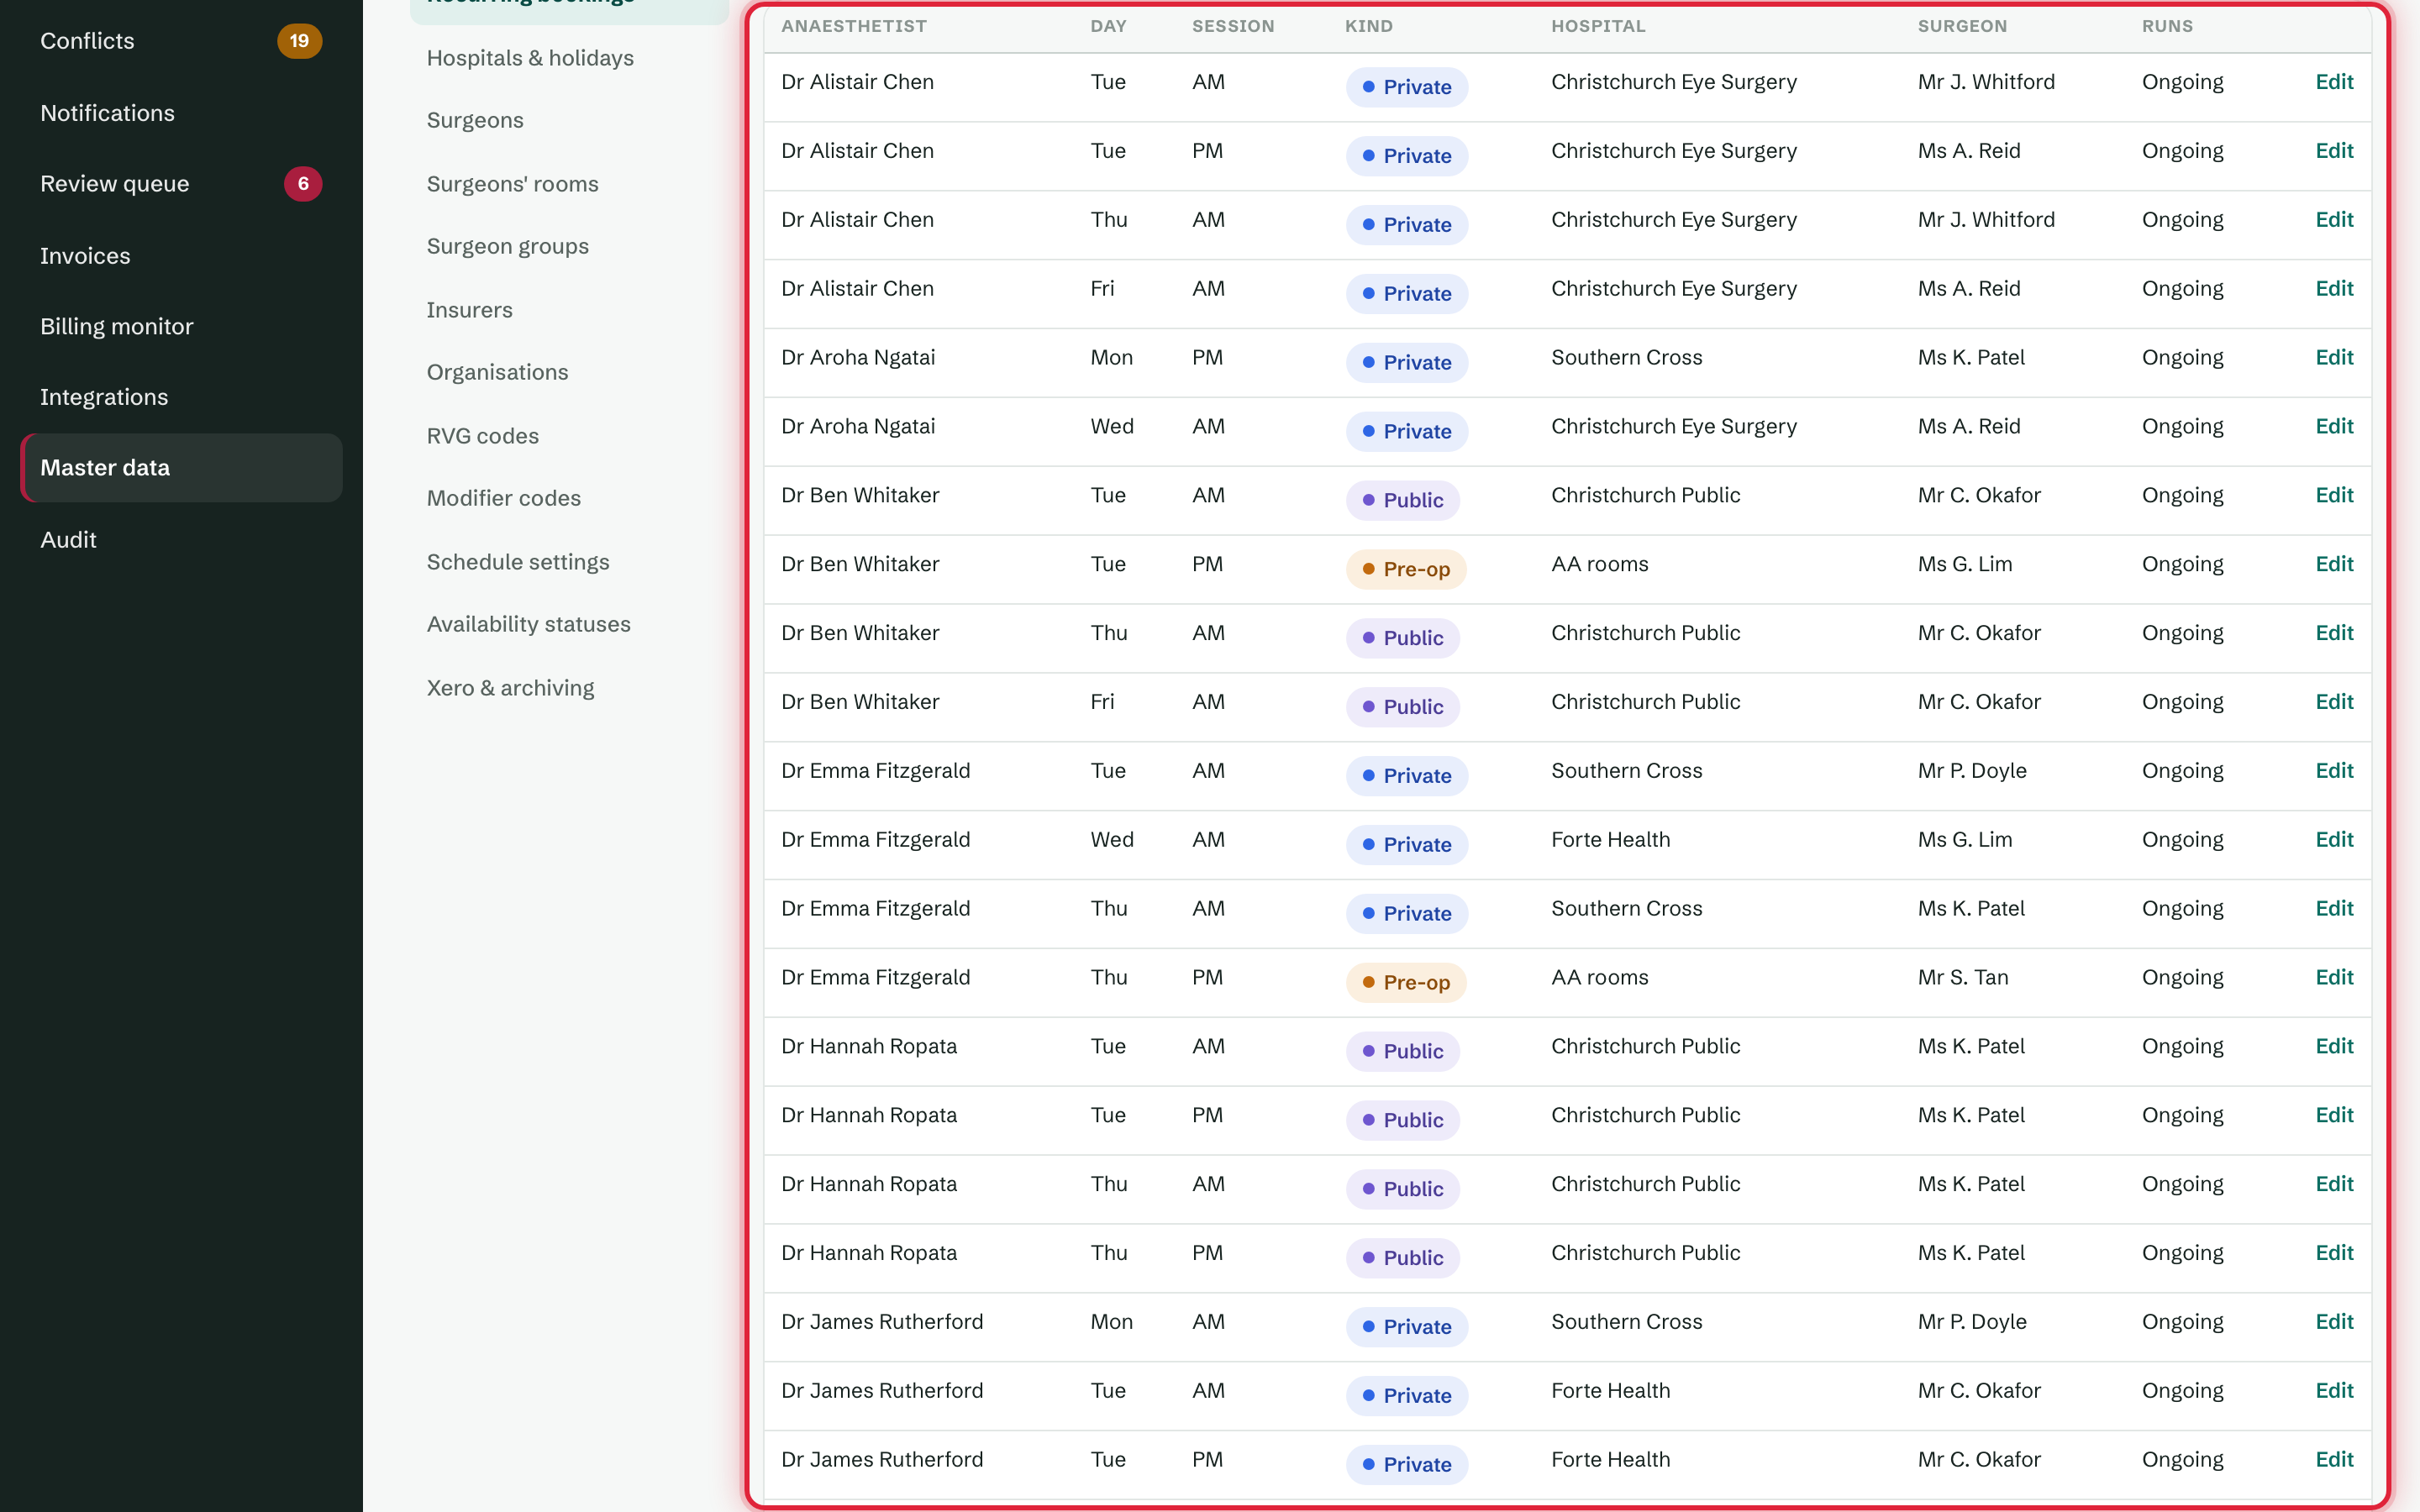 Conflicts 19
Notifications
Review queue 6
Invoices
Billing monitor
Integrations
Master data
Audit
Recurring bookings
Hospitals & holidays
Surgeons
Surgeons' rooms
Surgeon groups
Insurers
Organisations
RVG codes
Modifier codes
Schedule settings
Availability statuses
Xero & archiving
ANAESTHETIST DAY SESSION KIND HOSPITAL SURGEON RUNS
Dr Alistair Chen Tue AM Private Christchurch Eye Surgery Mr J. Whitford Ongoing Edit
Dr Alistair Chen Tue PM Private Christchurch Eye Surgery Ms A. Reid Ongoing Edit
Dr Alistair Chen Thu AM Private Christchurch Eye Surgery Mr J. Whitford Ongoing Edit
Dr Alistair Chen Fri AM Private Christchurch Eye Surgery Ms A. Reid Ongoing Edit
Dr Aroha Ngatai Mon PM Private Southern Cross Ms K. Patel Ongoing Edit
Dr Aroha Ngatai Wed AM Private Christchurch Eye Surgery Ms A. Reid Ongoing Edit
Dr Ben Whitaker Tue AM Public Christchurch Public Mr C. Okafor Ongoing Edit
Dr Ben Whitaker Tue PM Pre-op AA rooms Ms G. Lim Ongoing Edit
Dr Ben Whitaker Thu AM Public Christchurch Public Mr C. Okafor Ongoing Edit
Dr Ben Whitaker Fri AM Public Christchurch Public Mr C. Okafor Ongoing Edit
Dr Emma Fitzgerald Tue AM Private Southern Cross Mr P. Doyle Ongoing Edit
Dr Emma Fitzgerald Wed AM Private Forte Health Ms G. Lim Ongoing Edit
Dr Emma Fitzgerald Thu AM Private Southern Cross Ms K. Patel Ongoing Edit
Dr Emma Fitzgerald Thu PM Pre-op AA rooms Mr S. Tan Ongoing Edit
Dr Hannah Ropata Tue AM Public Christchurch Public Ms K. Patel Ongoing Edit
Dr Hannah Ropata Tue PM Public Christchurch Public Ms K. Patel Ongoing Edit
Dr Hannah Ropata Thu AM Public Christchurch Public Ms K. Patel Ongoing Edit
Dr Hannah Ropata Thu PM Public Christchurch Public Ms K. Patel Ongoing Edit
Dr James Rutherford Mon AM Private Southern Cross Mr P. Doyle Ongoing Edit
Dr James Rutherford Tue AM Private Forte Health Mr C. Okafor Ongoing Edit
Dr James Rutherford Tue PM Private Forte Health Mr C. Okafor Ongoing Edit